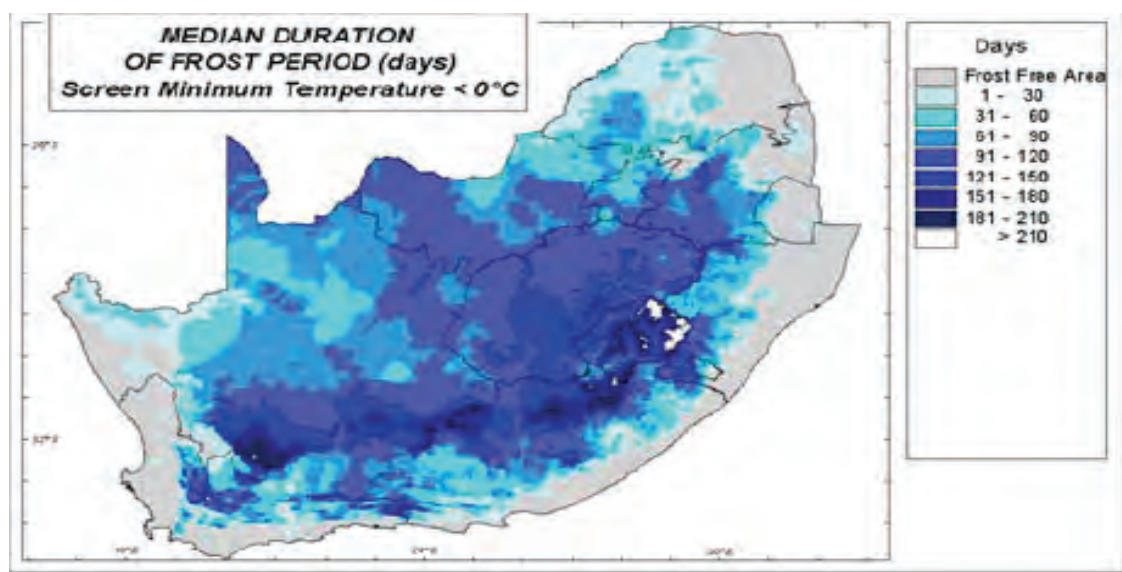 MEDIAN DURATION
OF FROST PERIOD (days)
Screen Minimum Temperature < 0°C
Days
Frost Free Area
1 - 30
31 - 60
61 - 90
91 - 120
121 - 150
151 - 180
181 - 210
> 210